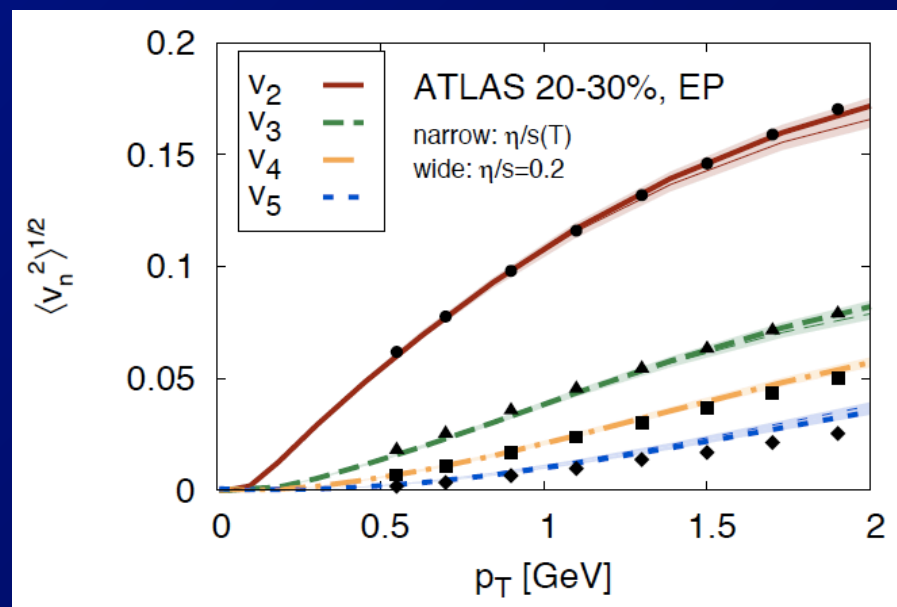 0.2
v2
v3
v4
v5
ATLAS 20-30%, EP
narrow: η/s(T)
wide: η/s=0.2
0.15
0.1
0.05
0
⟨vn²⟩1/2
0 0.5 1 1.5 2
pT [GeV]